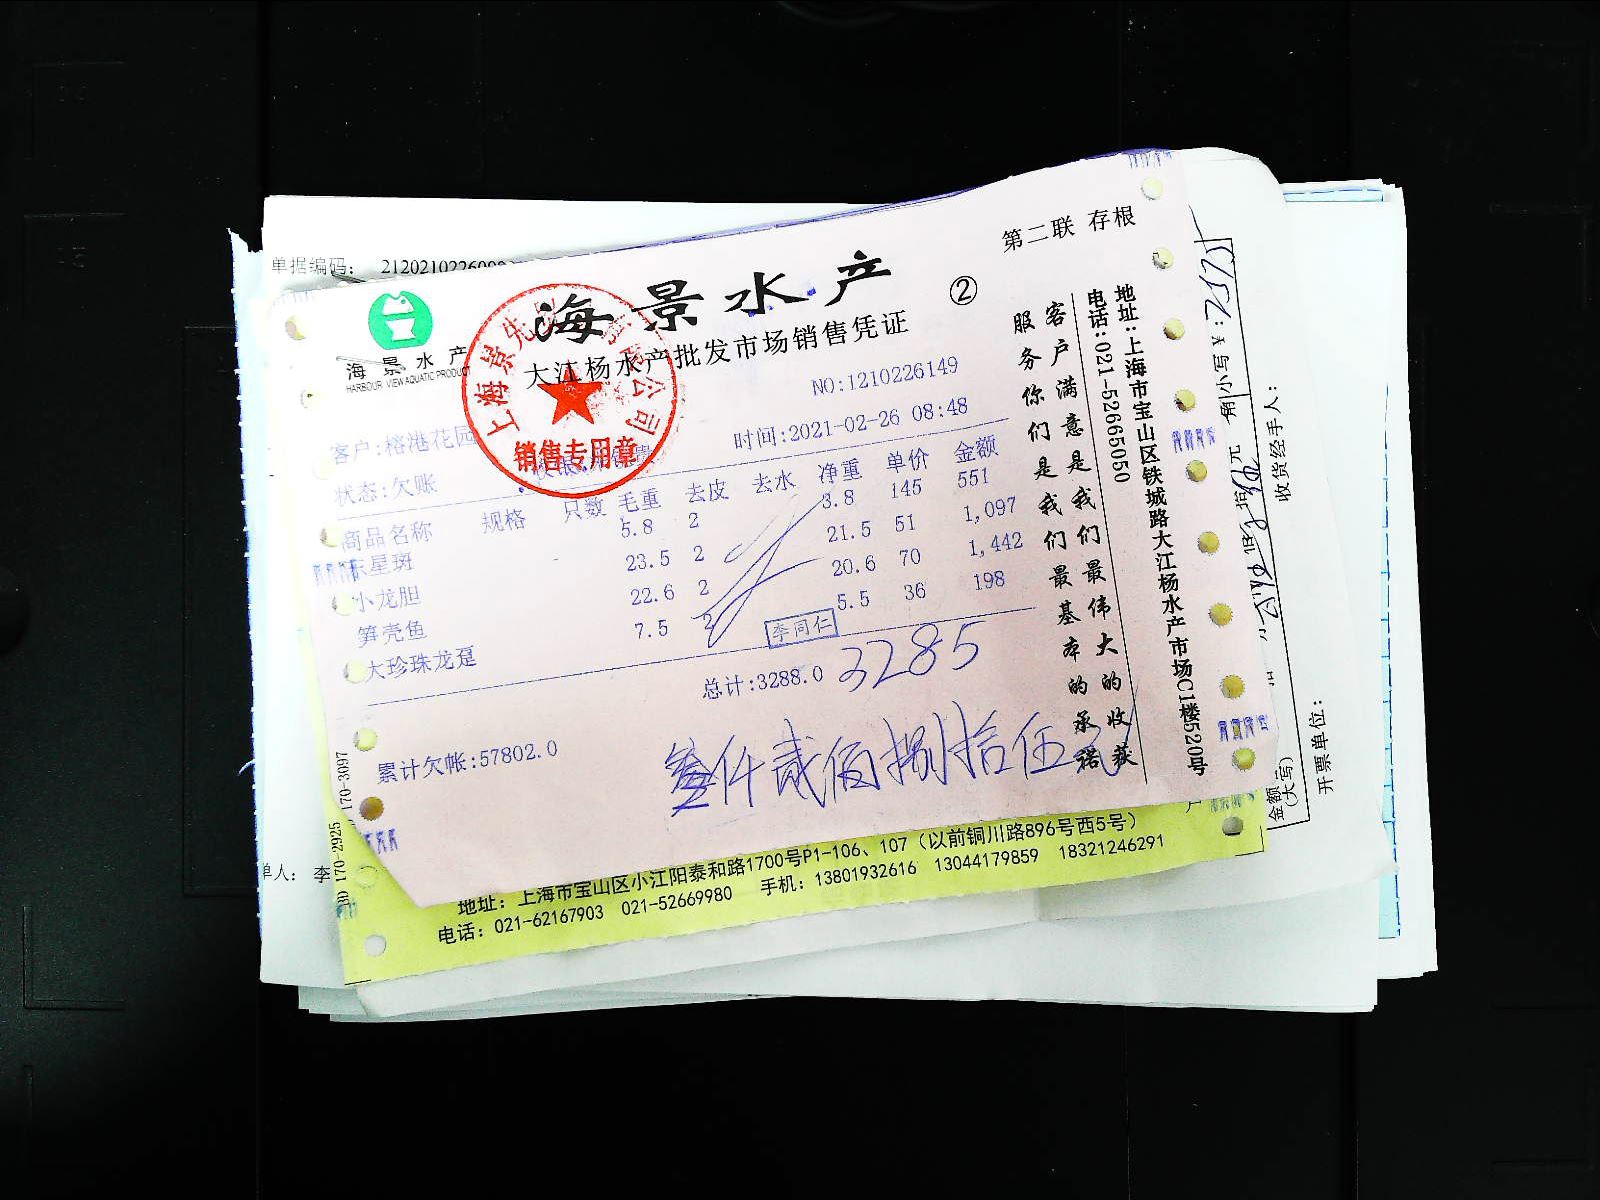 单据编码：
第二联 存根
海景水产
②
大江杨水产批发市场销售凭证
海景水产
HARBOUR VIEW AQUATIC PRODUCT
销售专用章
NO:1210226149
客户:榕港花园
时间:2021-02-26 08:48
状态:欠账
商品名称 规格 只数 毛重 去皮 去水 净重 单价 金额
东星斑 5.8 2 3.8 145 551
小龙胆 23.5 2 21.5 51 1,097
笋壳鱼 22.6 2 20.6 70 1,442
大珍珠龙趸 7.5 2 5.5 36 198
李同仁
总计:3288.0 3285
累计欠帐:57802.0
叁仟贰佰捌拾伍元
客户满意是我们最伟大的收获
服务你们是我们最基本的承诺
地址:上海市宝山区铁城路大江杨水产市场C1楼520号
电话:021-52665050
小写¥:
收货经手人:
金额(大写)
开票单位:
单人: 李
170-3097
170-2925
地址: 上海市宝山区小江阳泰和路1700号P1-106、107（以前铜川路896号西5号）
电话: 021-62167903 021-52669980 手机: 13801932616 13044179859 18321246291